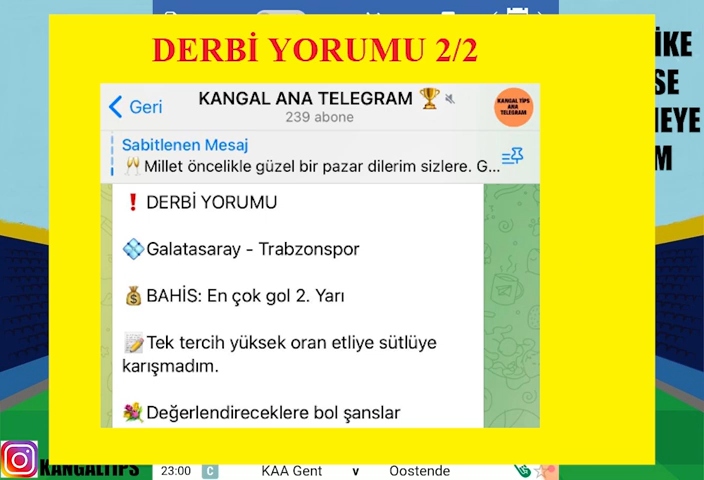 DERBİ YORUMU 2/2
Geri
KANGAL ANA TELEGRAM 🏆
239 abone
KANGAL TIPS
ANA
TELEGRAM
Sabitlenen Mesaj
🥂Millet öncelikle güzel bir pazar dilerim sizlere. G...
❗ DERBİ YORUMU
💠Galatasaray - Trabzonspor
💰BAHİS: En çok gol 2. Yarı
📝Tek tercih yüksek oran etliye sütlüye
karışmadım.
💐Değerlendireceklere bol şanslar
İKE
SE
EYE
M
KANGALTIPS
23:00 C KAA Gent v Oostende